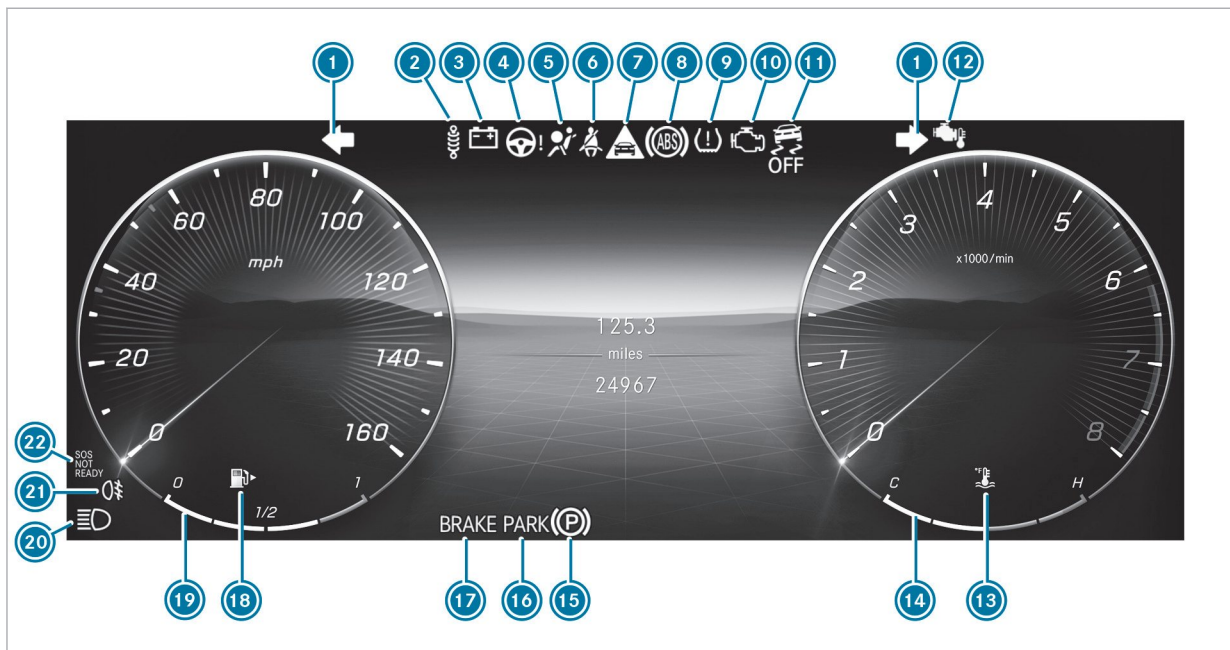 1 2 3 4 5 6 7 8 9 10 11 1 12
ABS
OFF
0 20 40 60 80 100 120 140 160
mph
0 1 2 3 4 5 6 7 8
x1000/min
125.3
miles
24967
22
SOS
NOT
READY
21
20
0 1/2 1
C °F H
BRAKE PARK (P)
19 18 17 16 15 14 13